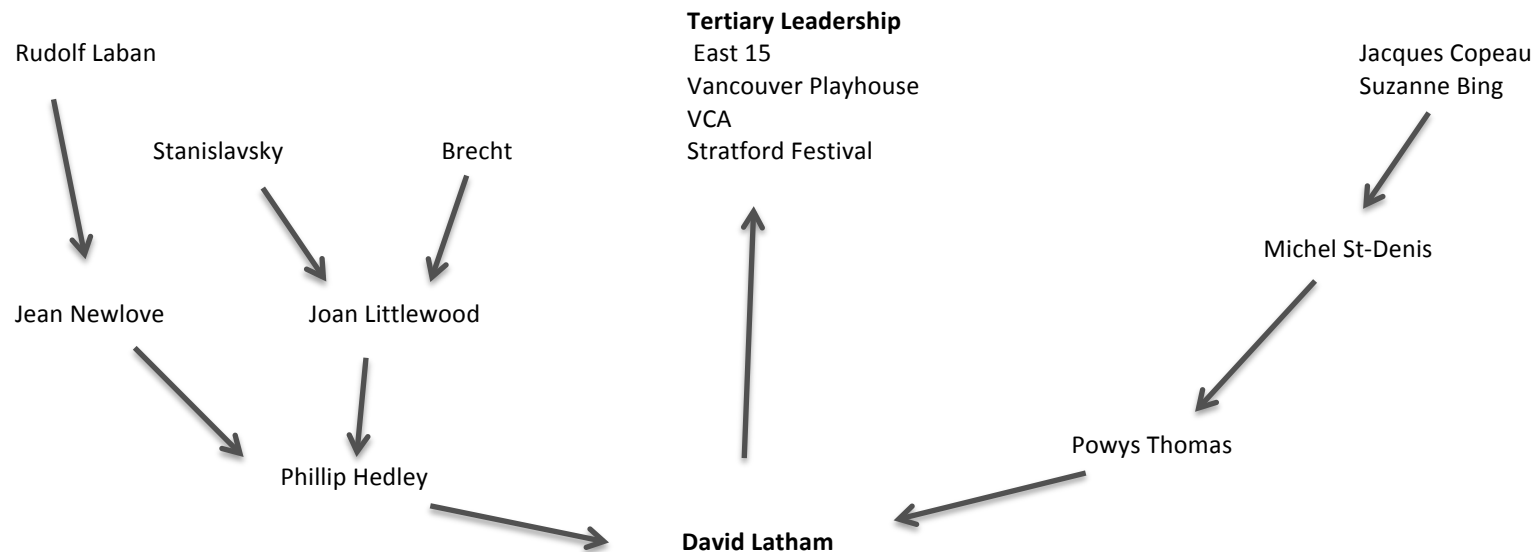 Tertiary Leadership
East 15
Vancouver Playhouse
VCA
Stratford Festival
Rudolf Laban
Jacques Copeau
Suzanne Bing
Stanislavsky
Brecht
Michel St-Denis
Jean Newlove
Joan Littlewood
Powys Thomas
Phillip Hedley
David Latham